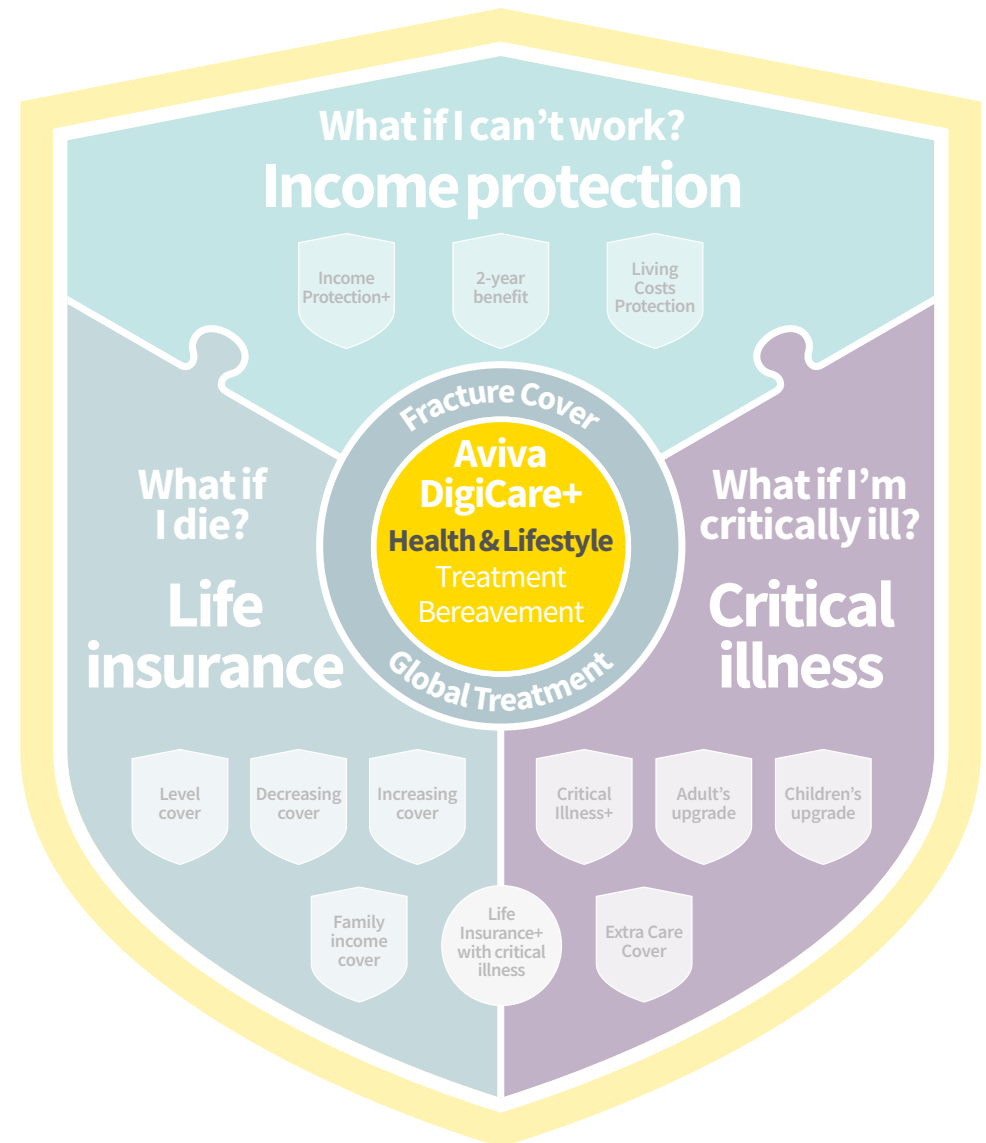 What if I can’t work?
Income protection
Income
Protection+
2-year
benefit
Living
Costs
Protection
Fracture Cover
Aviva
DigiCare+
Health & Lifestyle
Treatment
Bereavement
Global Treatment
What if
I die?
Life
insurance
What if I’m
critically ill?
Critical
illness
Level
cover
Decreasing
cover
Increasing
cover
Critical
Illness+
Adult’s
upgrade
Children’s
upgrade
Family
income
cover
Life
Insurance+
with critical
illness
Extra Care
Cover